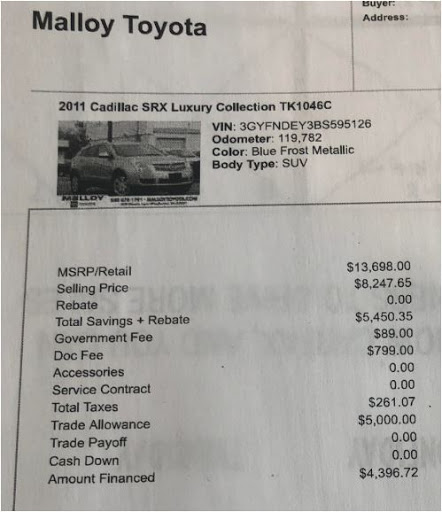 Malloy Toyota
Buyer:
Address:
2011 Cadillac SRX Luxury Collection TK1046C
VIN: 3GYFNDEY3BS595126
Odometer: 119,782
Color: Blue Frost Metallic
Body Type: SUV
MALLOY
MSRP/Retail $13,698.00
Selling Price $8,247.65
Rebate 0.00
Total Savings + Rebate $5,450.35
Government Fee $89.00
Doc Fee $799.00
Accessories 0.00
Service Contract 0.00
Total Taxes $261.07
Trade Allowance $5,000.00
Trade Payoff 0.00
Cash Down 0.00
Amount Financed $4,396.72